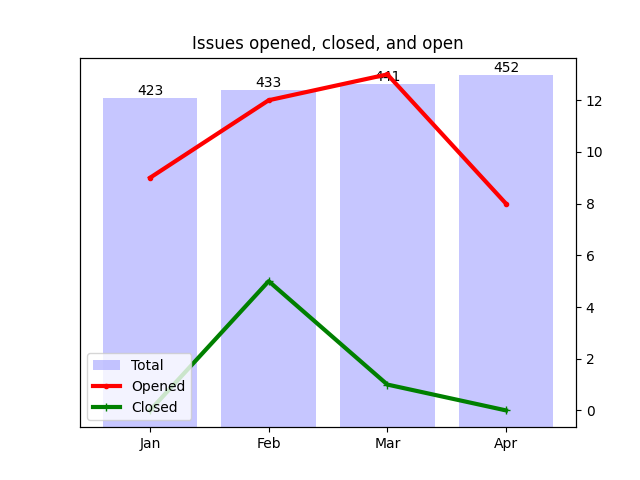 Issues opened, closed, and open
423
433
441
452
12
10
8
6
4
2
0
Total
Opened
Closed
Jan
Feb
Mar
Apr